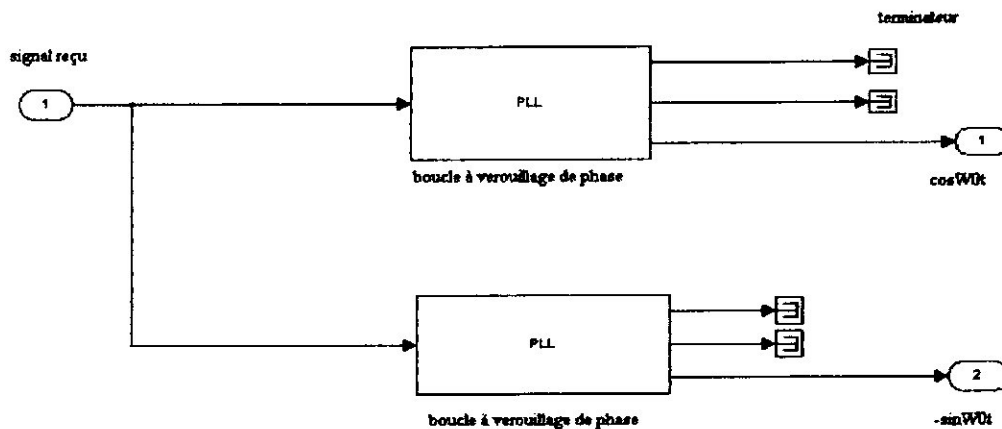 terminateur
signal reçu
1
PLL
1
boucle à verouillage de phase
cosW0t
PLL
2
boucle à verouillage de phase
-sinW0t